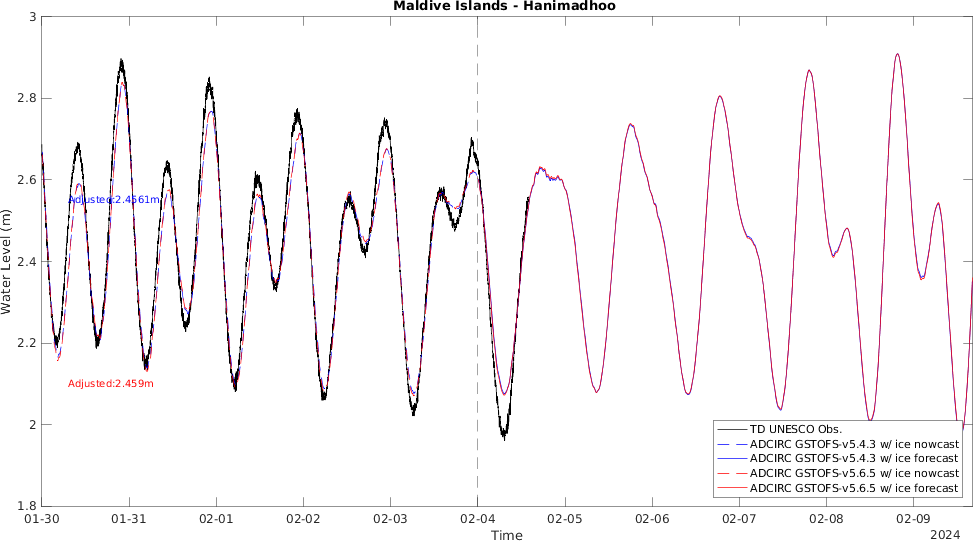 Maldive Islands - Hanimadhoo
Water Level (m)
3
2.8
2.6
2.4
2.2
2
1.8
Adjusted:2.4561m
Adjusted:2.459m
TD UNESCO Obs.
ADCIRC GSTOFS-v5.4.3 w/ ice nowcast
ADCIRC GSTOFS-v5.4.3 w/ ice forecast
ADCIRC GSTOFS-v5.6.5 w/ ice nowcast
ADCIRC GSTOFS-v5.6.5 w/ ice forecast
01-30 01-31 02-01 02-02 02-03 02-04 02-05 02-06 02-07 02-08 02-09
Time
2024